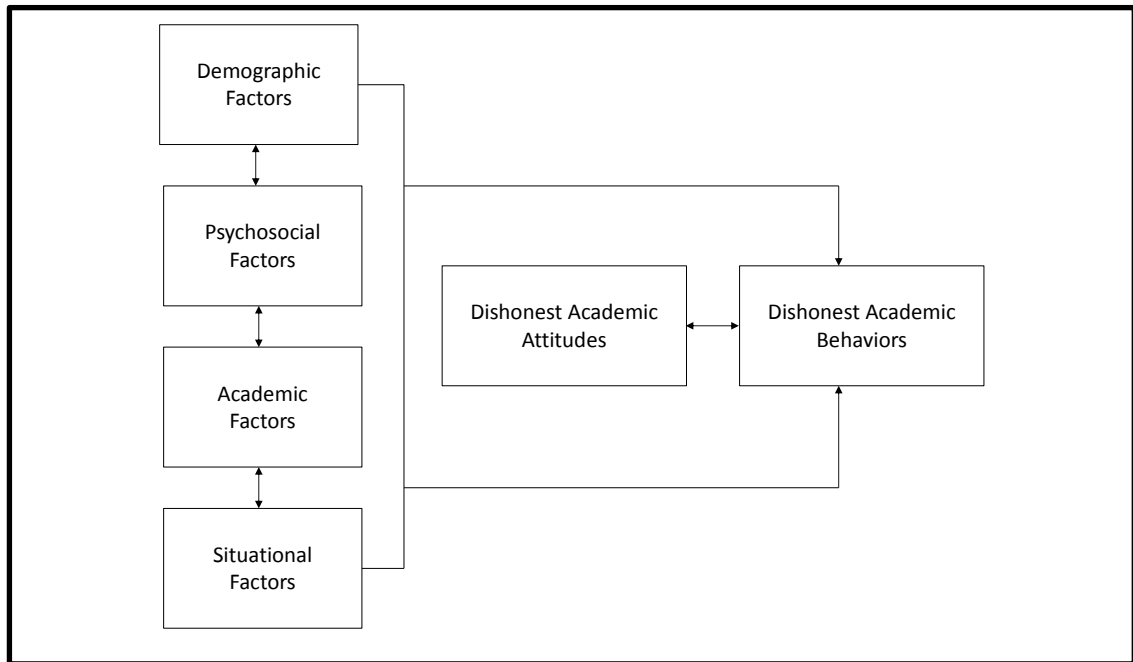 Demographic
Factors
Psychosocial
Factors
Academic
Factors
Situational
Factors
Dishonest Academic
Attitudes
Dishonest Academic
Behaviors